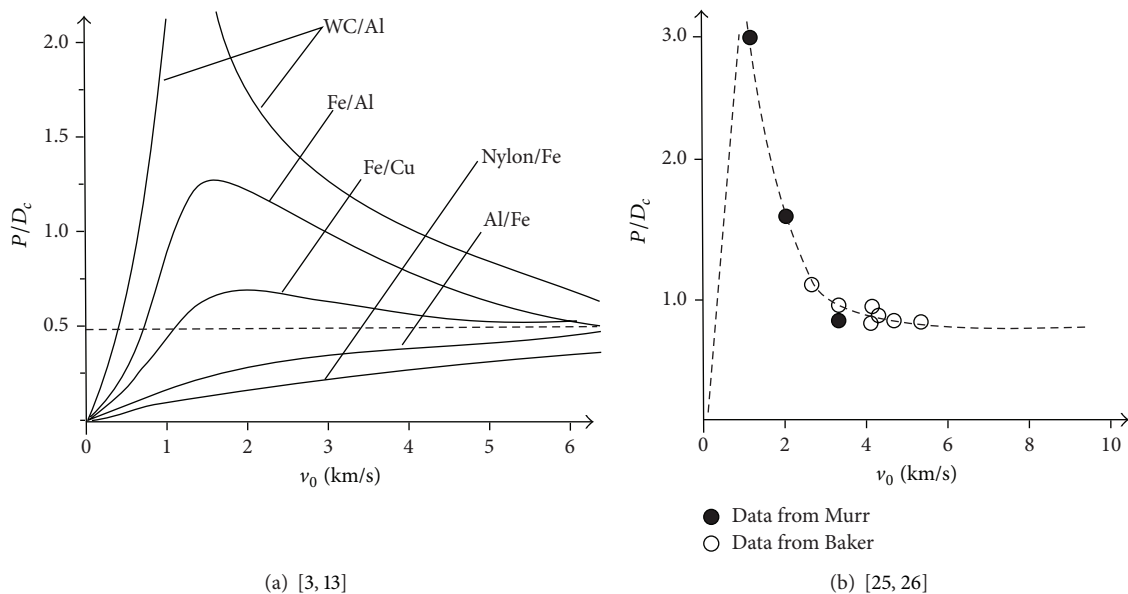 2.0
1.5
1.0
0.5
P/D_c
0 1 2 3 4 5 6
v_0 (km/s)
WC/Al
Fe/Al
Fe/Cu
Nylon/Fe
Al/Fe
(a) [3, 13]
3.0
2.0
1.0
P/D_c
0 2 4 6 8 10
v_0 (km/s)
Data from Murr
Data from Baker
(b) [25, 26]